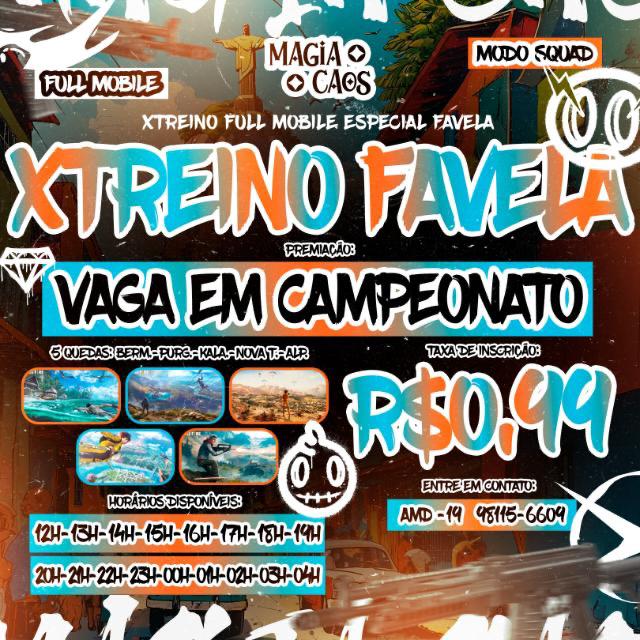 FULL MOBILE
MAGIA
CAOS
MODO SQUAD
XTREINO FULL MOBILE ESPECIAL FAVELA
XTREINO FAVELA
PREMIAÇÃO:
VAGA EM CAMPEONATO
5 QUEDAS: BERM.-PURG.-KALA.-NOVA T.-ALP.
TAXA DE INSCRIÇÃO:
R$0,99
HORÁRIOS DISPONÍVEIS:
12H-13H-14H-15H-16H-17H-18H-19H
20H-21H-22H-23H-00H-01H-02H-03H-04H
ENTRE EM CONTATO:
AMD -19 98115-6609